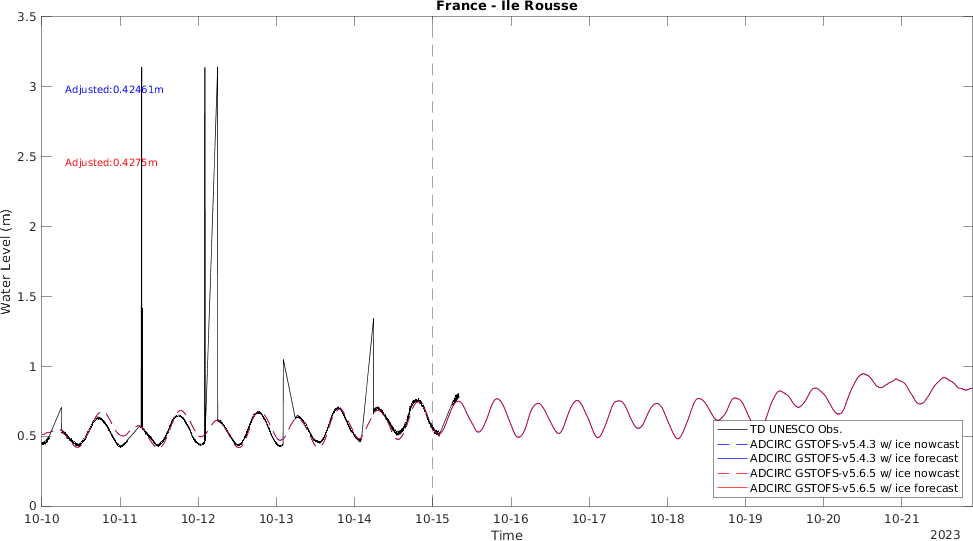 France - Ile Rousse
3.5
3
2.5
2
1.5
1
0.5
0
Water Level (m)
Adjusted:0.42461m
Adjusted:0.4275m
TD UNESCO Obs.
ADCIRC GSTOFS-v5.4.3 w/ ice nowcast
ADCIRC GSTOFS-v5.4.3 w/ ice forecast
ADCIRC GSTOFS-v5.6.5 w/ ice nowcast
ADCIRC GSTOFS-v5.6.5 w/ ice forecast
10-10 10-11 10-12 10-13 10-14 10-15 10-16 10-17 10-18 10-19 10-20 10-21
Time
2023